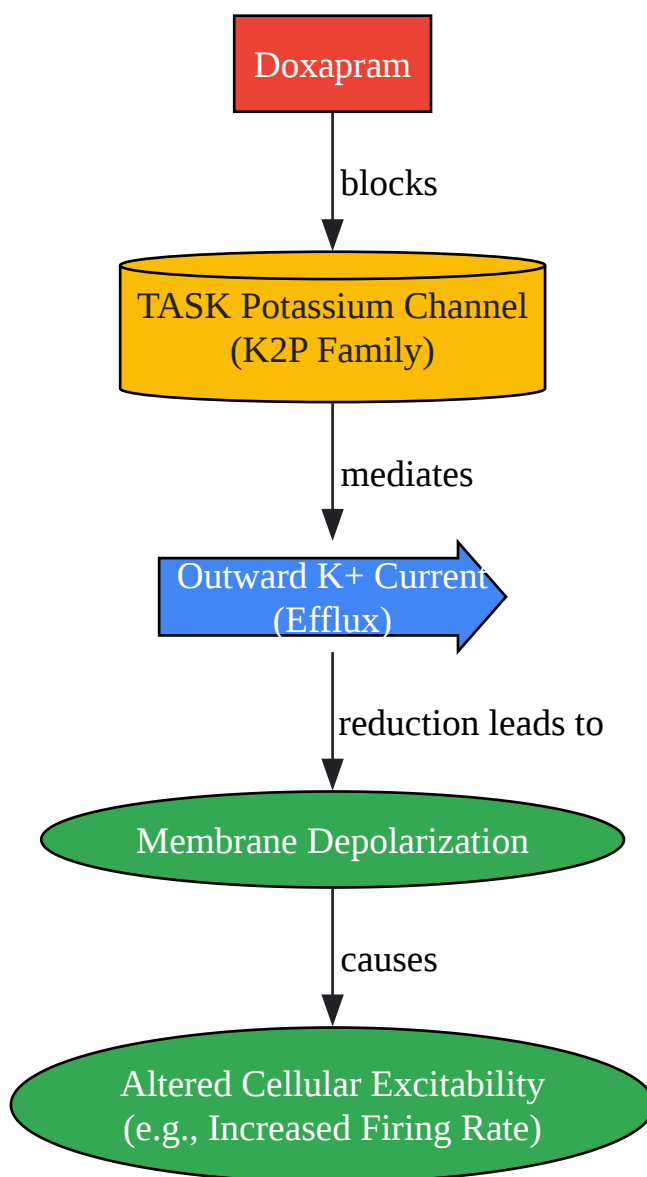 Doxapram
blocks
TASK Potassium Channel
(K2P Family)
mediates
Outward K+ Current
(Efflux)
reduction leads to
Membrane Depolarization
causes
Altered Cellular Excitability
(e.g., Increased Firing Rate)